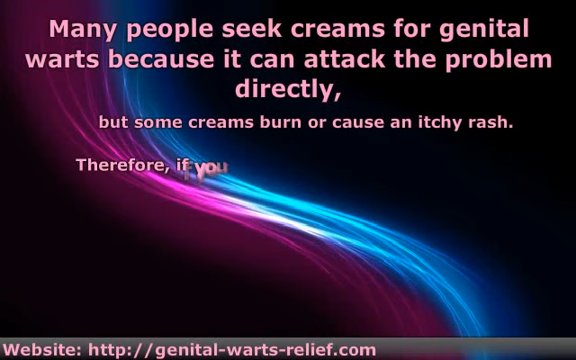 Many people seek creams for genital
warts because it can attack the problem
directly,
but some creams burn or cause an itchy rash.
Therefore, if you
Website: http://genital-warts-relief.com